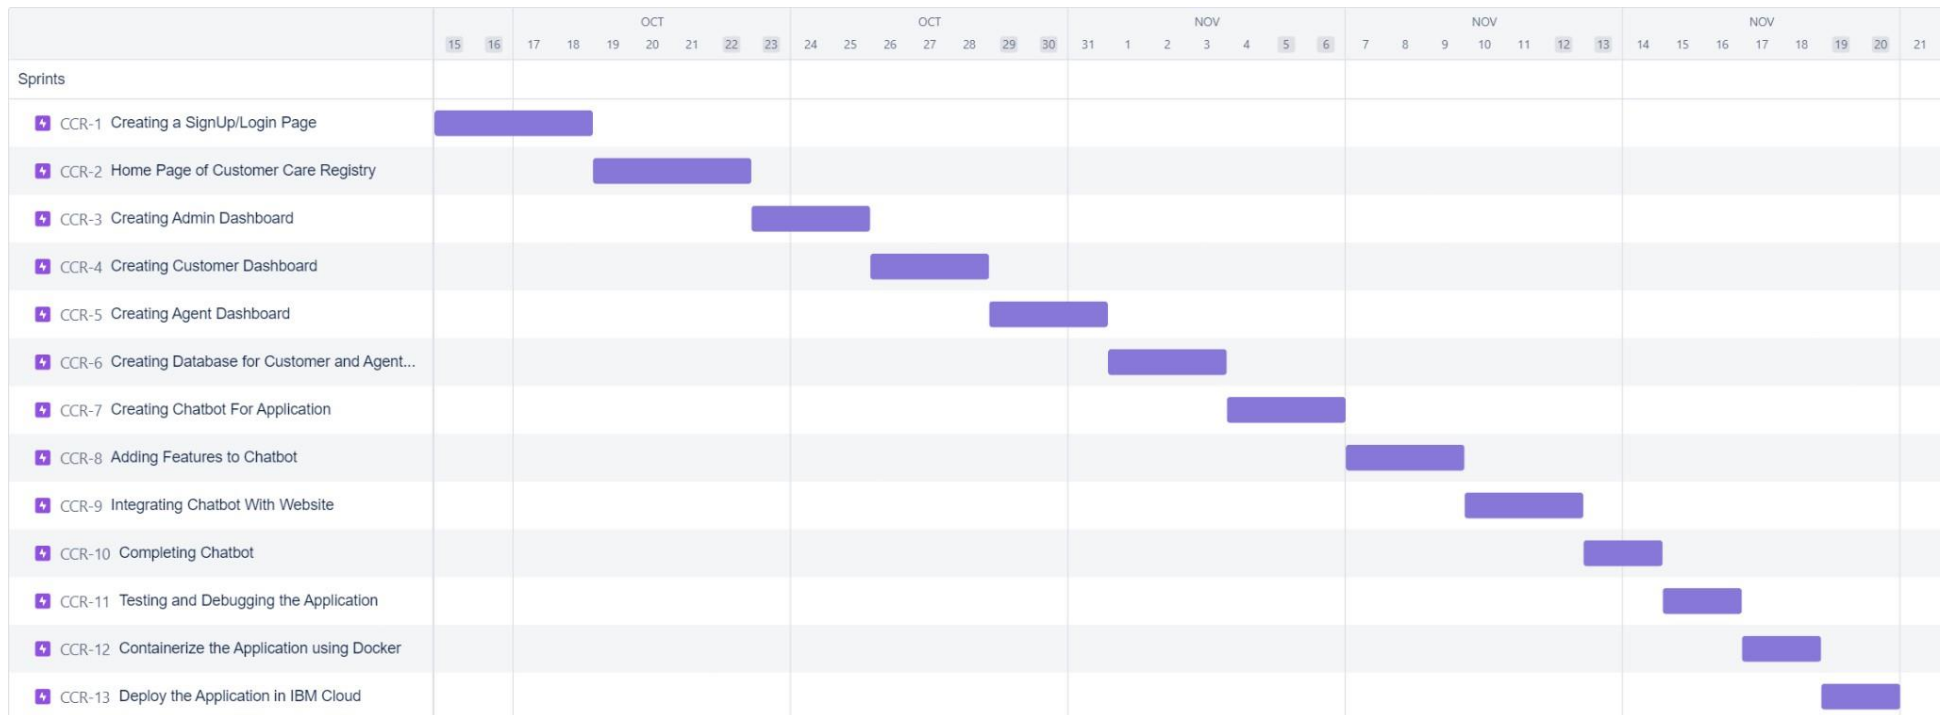 OCT OCT NOV NOV NOV
15 16 17 18 19 20 21 22 23 24 25 26 27 28 29 30 31 1 2 3 4 5 6 7 8 9 10 11 12 13 14 15 16 17 18 19 20 21
Sprints
CCR-1 Creating a SignUp/Login Page
CCR-2 Home Page of Customer Care Registry
CCR-3 Creating Admin Dashboard
CCR-4 Creating Customer Dashboard
CCR-5 Creating Agent Dashboard
CCR-6 Creating Database for Customer and Agent...
CCR-7 Creating Chatbot For Application
CCR-8 Adding Features to Chatbot
CCR-9 Integrating Chatbot With Website
CCR-10 Completing Chatbot
CCR-11 Testing and Debugging the Application
CCR-12 Containerize the Application using Docker
CCR-13 Deploy the Application in IBM Cloud